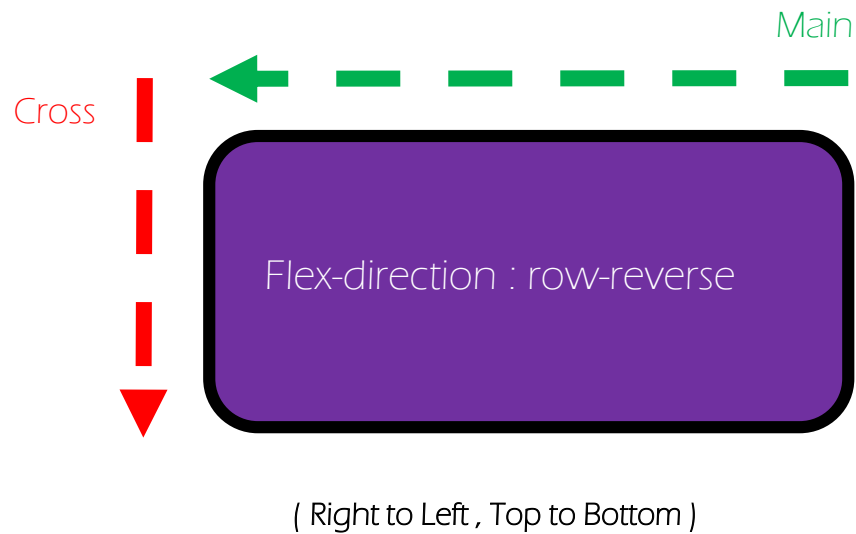 Main
Cross
Flex-direction : row-reverse
( Right to Left , Top to Bottom )